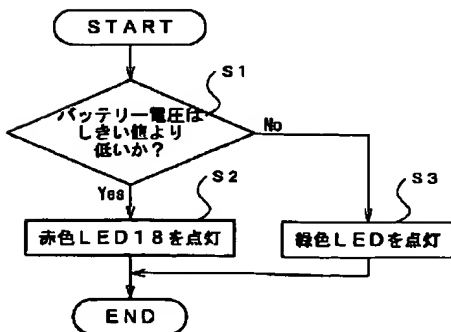 START
S1
バッテリー電圧は
しきい値より
低いか？
No
Yes
S2
S3
赤色LED18を点灯
緑色LEDを点灯
END